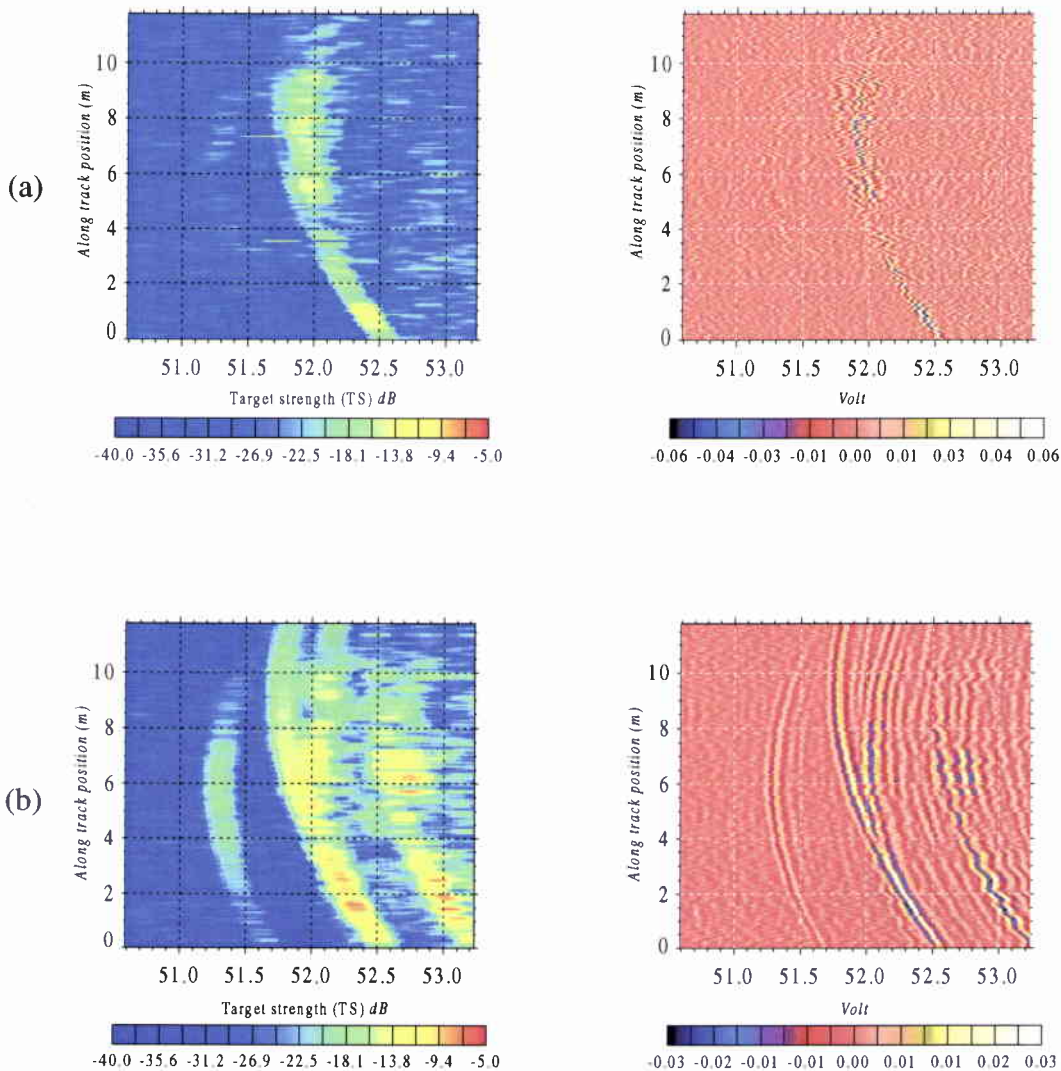 (a)
Along track position (m)
10
8
6
4
2
0
51.0 51.5 52.0 52.5 53.0
Target strength (TS) dB
-40.0 -35.6 -31.2 -26.9 -22.5 -18.1 -13.8 -9.4 -5.0
Along track position (m)
10
8
6
4
2
0
51.0 51.5 52.0 52.5 53.0
Volt
-0.06 -0.04 -0.03 -0.01 0.00 0.01 0.03 0.04 0.06
(b)
Along track position (m)
10
8
6
4
2
0
51.0 51.5 52.0 52.5 53.0
Target strength (TS) dB
-40.0 -35.6 -31.2 -26.9 -22.5 -18.1 -13.8 -9.4 -5.0
Along track position (m)
10
8
6
4
2
0
51.0 51.5 52.0 52.5 53.0
Volt
-0.03 -0.02 -0.01 -0.01 0.00 0.01 0.01 0.02 0.03